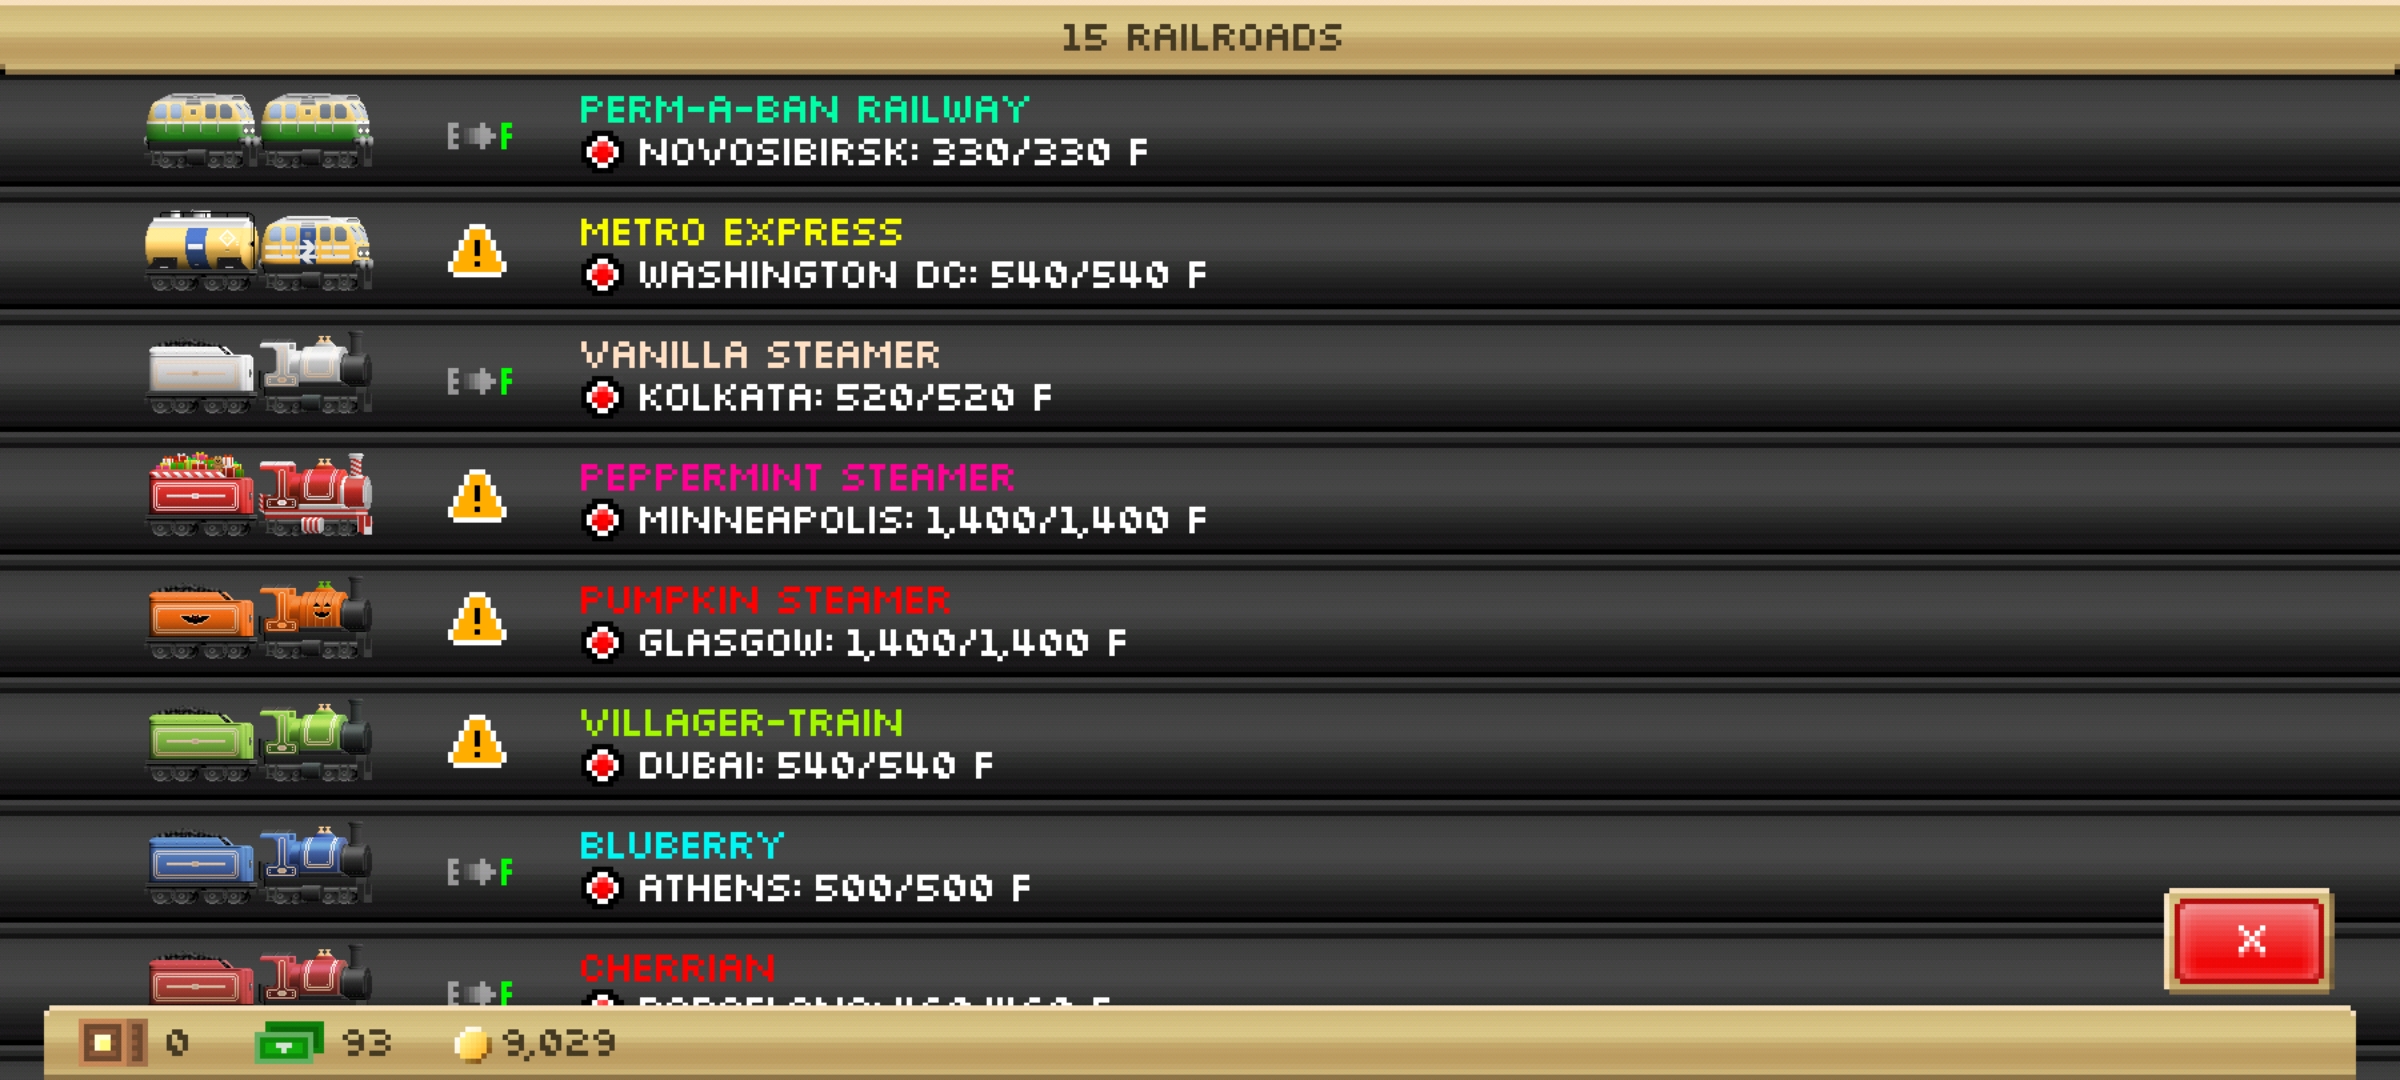 15 RAILROADS
E F
PERM-A-BAN RAILWAY
NOVOSIBIRSK: 330/330 F
!
METRO EXPRESS
WASHINGTON DC: 540/540 F
E F
VANILLA STEAMER
KOLKATA: 520/520 F
!
PEPPERMINT STEAMER
MINNEAPOLIS: 1,400/1,400 F
!
PUMPKIN STEAMER
GLASGOW: 1,400/1,400 F
!
VILLAGER-TRAIN
DUBAI: 540/540 F
E F
BLUBERRY
ATHENS: 500/500 F
E F
CHERRIAN
X
0 93 9,029